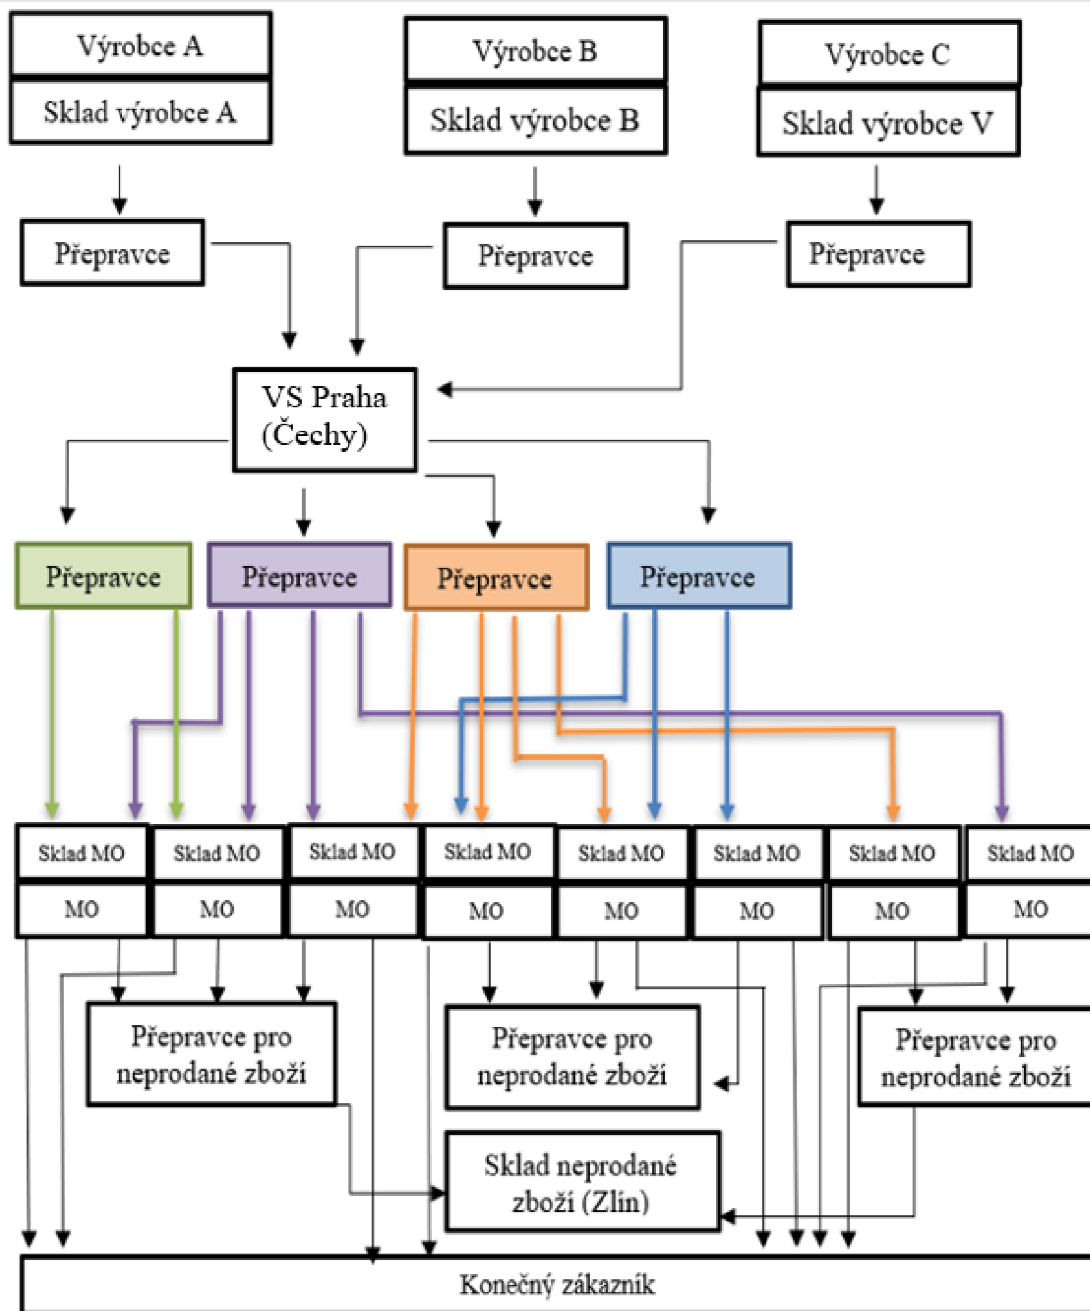 Výrobce A
Výrobce B
Výrobce C
Sklad výrobce A
Sklad výrobce B
Sklad výrobce V
Přepravce
Přepravce
Přepravce
VS Praha
(Čechy)
Přepravce
Přepravce
Přepravce
Přepravce
Sklad MO
Sklad MO
Sklad MO
Sklad MO
Sklad MO
Sklad MO
Sklad MO
Sklad MO
MO
MO
MO
MO
MO
MO
MO
MO
Přepravce pro
neprodané zboží
Přepravce pro
neprodané zboží
Přepravce pro
neprodané zboží
Sklad neprodané
zboží (Zlín)
Konečný zákazník